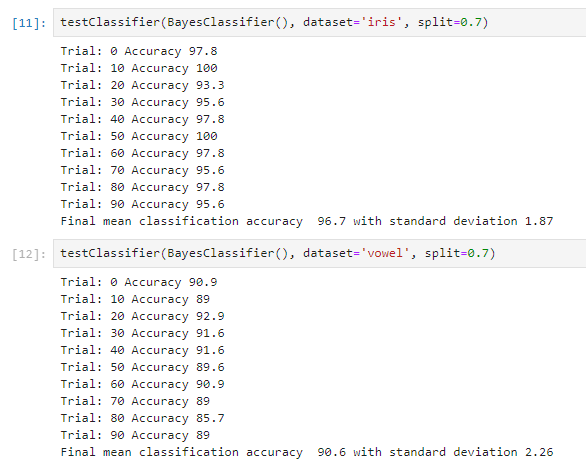 [11]: testClassifier(BayesClassifier(), dataset='iris', split=0.7)
Trial: 0 Accuracy 97.8
Trial: 10 Accuracy 100
Trial: 20 Accuracy 93.3
Trial: 30 Accuracy 95.6
Trial: 40 Accuracy 97.8
Trial: 50 Accuracy 100
Trial: 60 Accuracy 97.8
Trial: 70 Accuracy 95.6
Trial: 80 Accuracy 97.8
Trial: 90 Accuracy 95.6
Final mean classification accuracy  96.7 with standard deviation 1.87
[12]: testClassifier(BayesClassifier(), dataset='vowel', split=0.7)
Trial: 0 Accuracy 90.9
Trial: 10 Accuracy 89
Trial: 20 Accuracy 92.9
Trial: 30 Accuracy 91.6
Trial: 40 Accuracy 91.6
Trial: 50 Accuracy 89.6
Trial: 60 Accuracy 90.9
Trial: 70 Accuracy 89
Trial: 80 Accuracy 85.7
Trial: 90 Accuracy 89
Final mean classification accuracy  90.6 with standard deviation 2.26